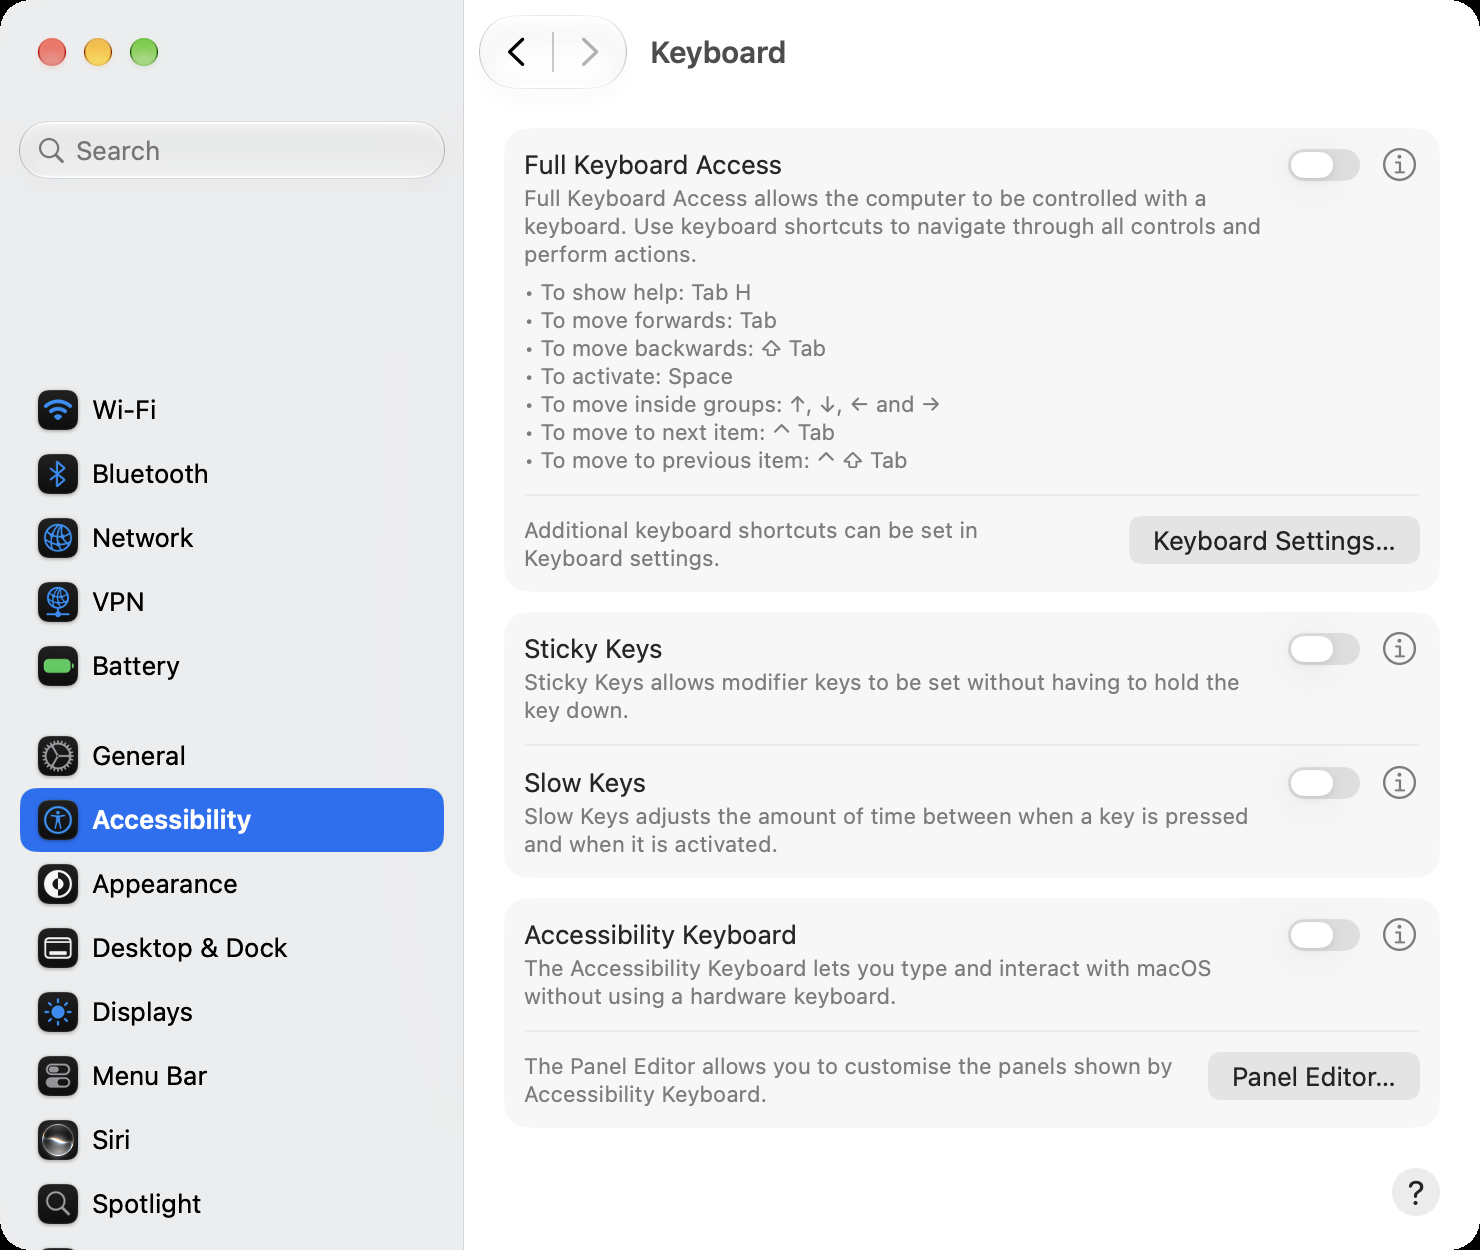 Search
Wi-Fi
Bluetooth
Network
VPN
Battery
General
Accessibility
Appearance
Desktop & Dock
Displays
Menu Bar
Siri
Spotlight
Keyboard
Full Keyboard Access
Full Keyboard Access allows the computer to be controlled with a
keyboard. Use keyboard shortcuts to navigate through all controls and
perform actions.
• To show help: Tab H
• To move forwards: Tab
• To move backwards: ⇧ Tab
• To activate: Space
• To move inside groups: ↑, ↓, ← and →
• To move to next item: ^ Tab
• To move to previous item: ^ ⇧ Tab
Additional keyboard shortcuts can be set in
Keyboard settings.
Keyboard Settings...
Sticky Keys
Sticky Keys allows modifier keys to be set without having to hold the
key down.
Slow Keys
Slow Keys adjusts the amount of time between when a key is pressed
and when it is activated.
Accessibility Keyboard
The Accessibility Keyboard lets you type and interact with macOS
without using a hardware keyboard.
The Panel Editor allows you to customise the panels shown by
Accessibility Keyboard.
Panel Editor...
?